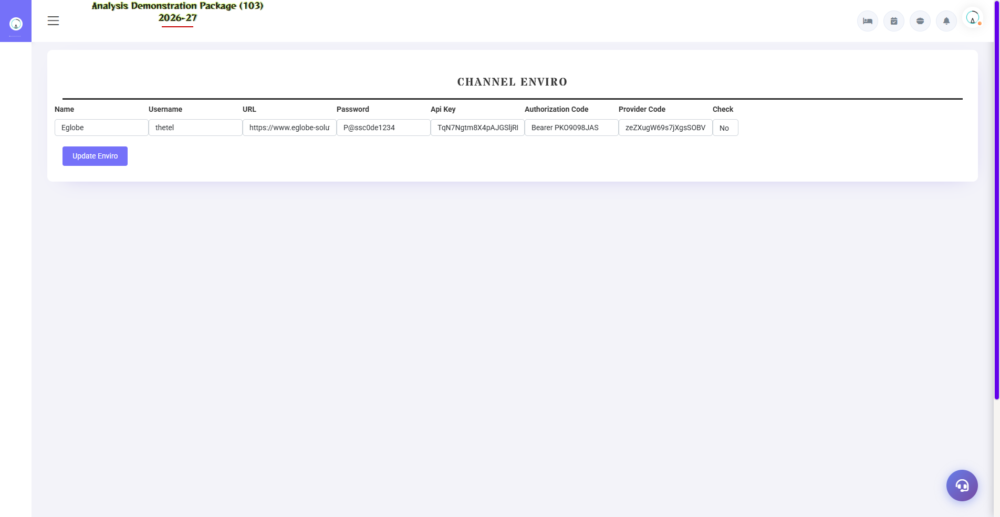 Analysis Demonstration Package (103)
2026-27
CHANNEL ENVIRO
Name Username URL Password Api Key Authorization Code Provider Code Check
Eglobe thetel https://www.eglobe-solu P@ssc0de1234 TqN7Ngtm8X4pAJGSljRI Bearer PKO9098JAS zeZXugW69s7jXgsSOBV No
Update Enviro